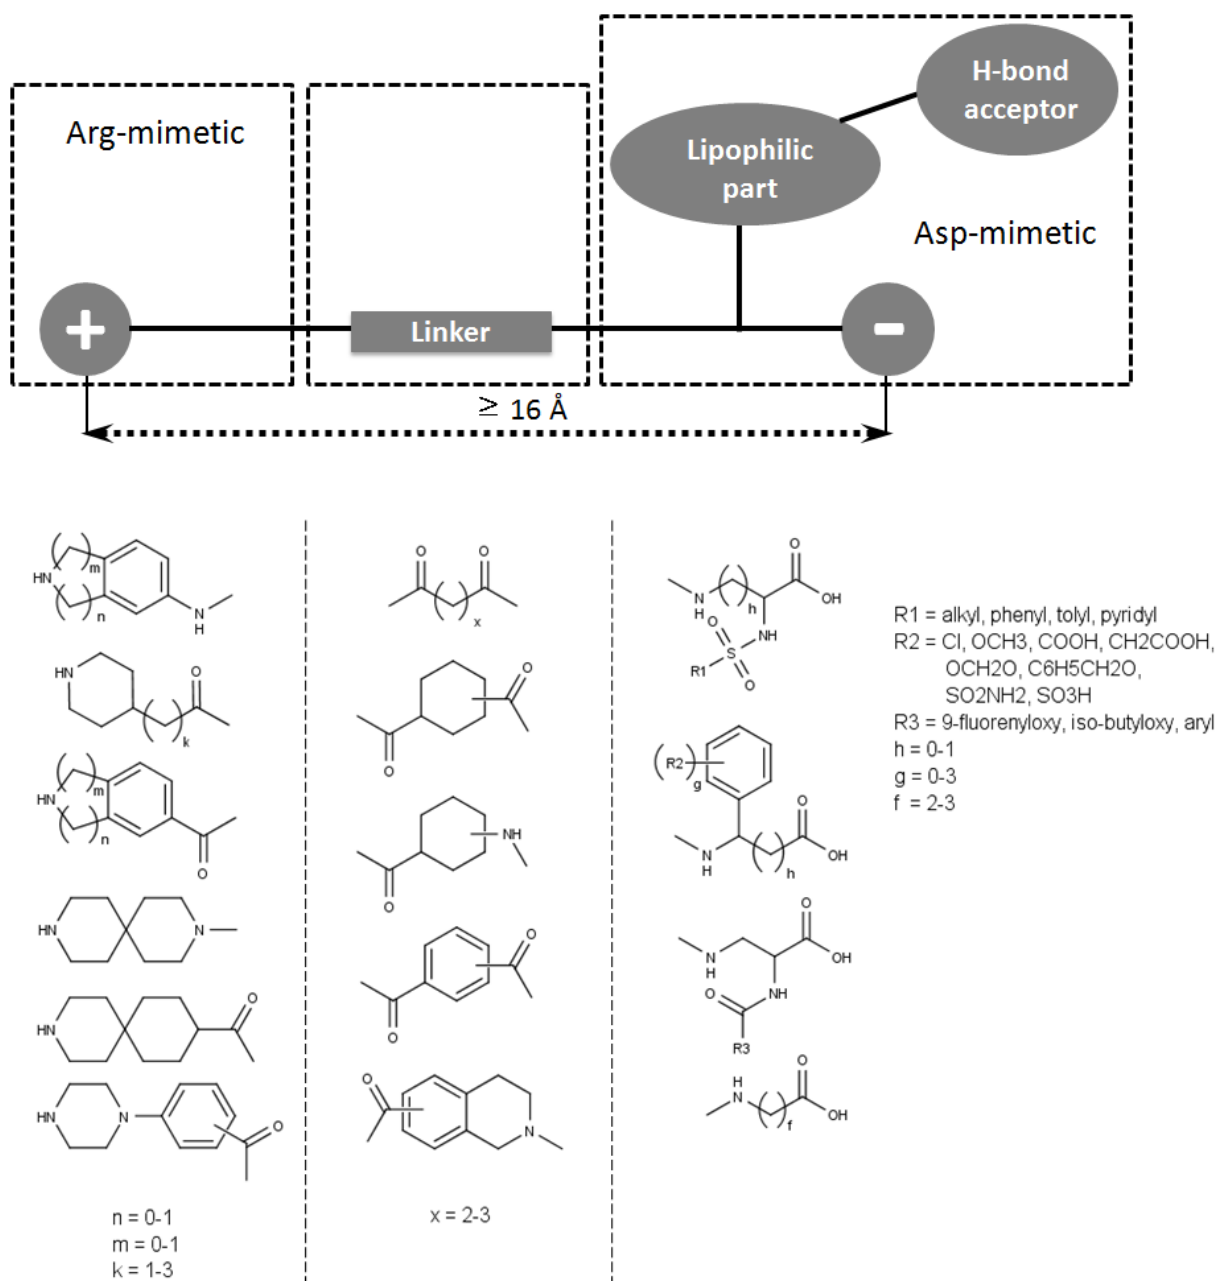 Arg-mimetic
H-bond
acceptor
Lipophilic
part
Asp-mimetic
+
Linker
-
≥ 16 Å
HN
m
n
N
H
HN
O
k
HN
m
n
O
HN
N
HN
O
HN
N
O
n = 0-1
m = 0-1
k = 1-3
O
O
x
O
O
O
NH
O
O
O
N
x = 2-3
O
N
H
h
OH
O
NH
S
R1
O
R2
g
O
N
H
h
OH
O
N
H
OH
O
NH
R3
H
N
O
f
OH
R1 = alkyl, phenyl, tolyl, pyridyl
R2 = Cl, OCH3, COOH, CH2COOH,
OCH2O, C6H5CH2O,
SO2NH2, SO3H
R3 = 9-fluorenyloxy, iso-butyloxy, aryl
h = 0-1
g = 0-3
f = 2-3